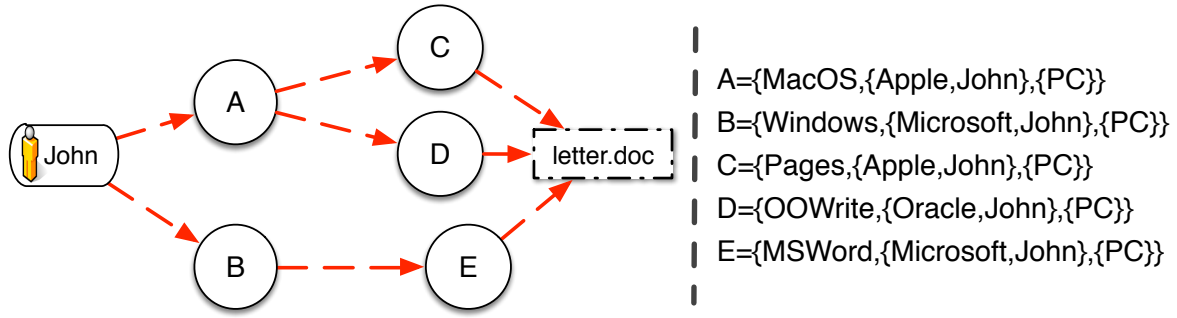 John
A
B
C
D
E
letter.doc
A={MacOS,{Apple,John},{PC}}
B={Windows,{Microsoft,John},{PC}}
C={Pages,{Apple,John},{PC}}
D={OOWrite,{Oracle,John},{PC}}
E={MSWord,{Microsoft,John},{PC}}